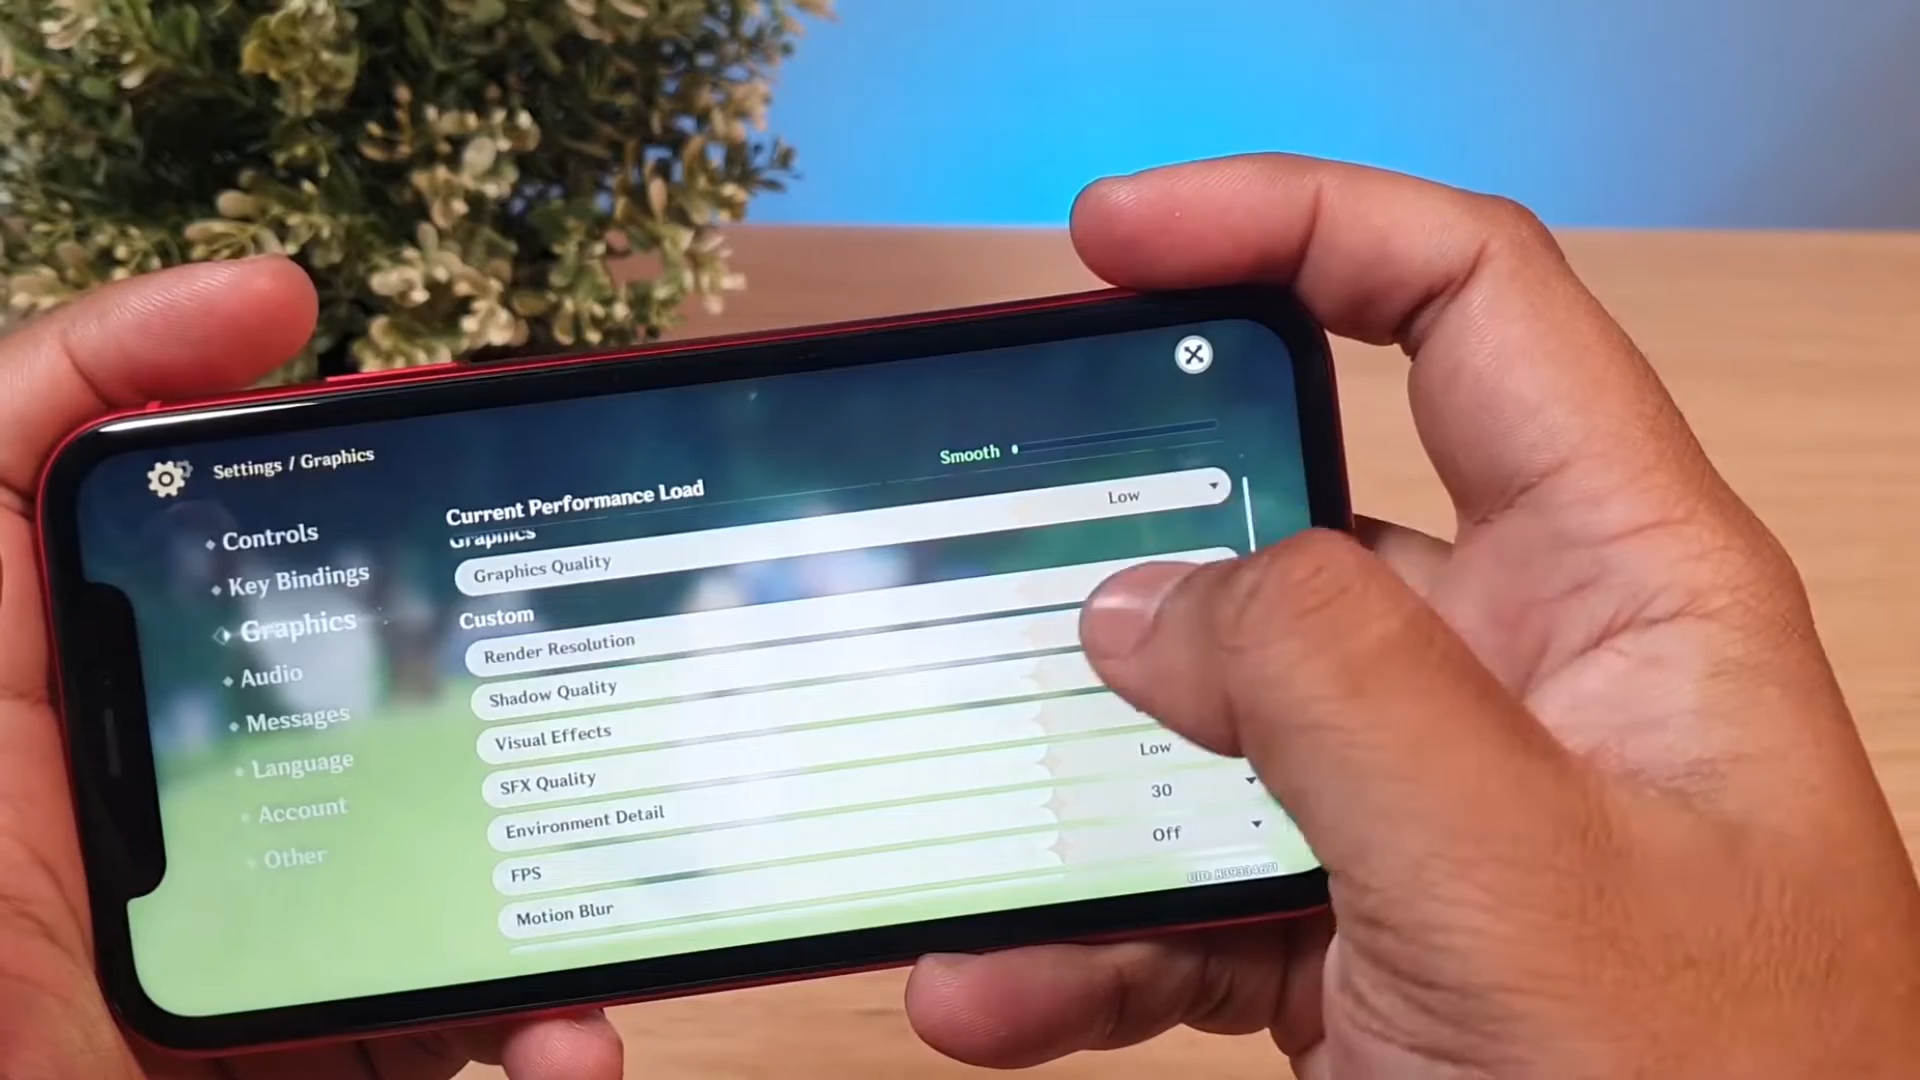 Settings / Graphics
Smooth
Current Performance Load
Graphics
Graphics Quality
Low
Custom
Render Resolution
Shadow Quality
Visual Effects
SFX Quality
Low
Environment Detail
30
FPS
Off
Motion Blur
Controls
Key Bindings
Graphics
Audio
Messages
Language
Account
Other